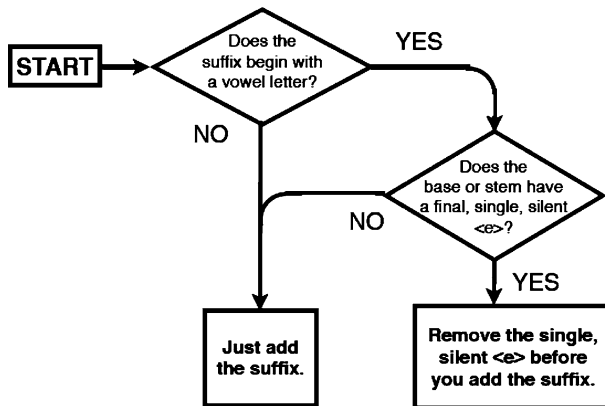 START
Does the
suffix begin with
a vowel letter?
YES
NO
Does the
base or stem have
a final, single, silent
<e>?
NO
YES
Just add
the suffix.
Remove the single,
silent <e> before
you add the suffix.